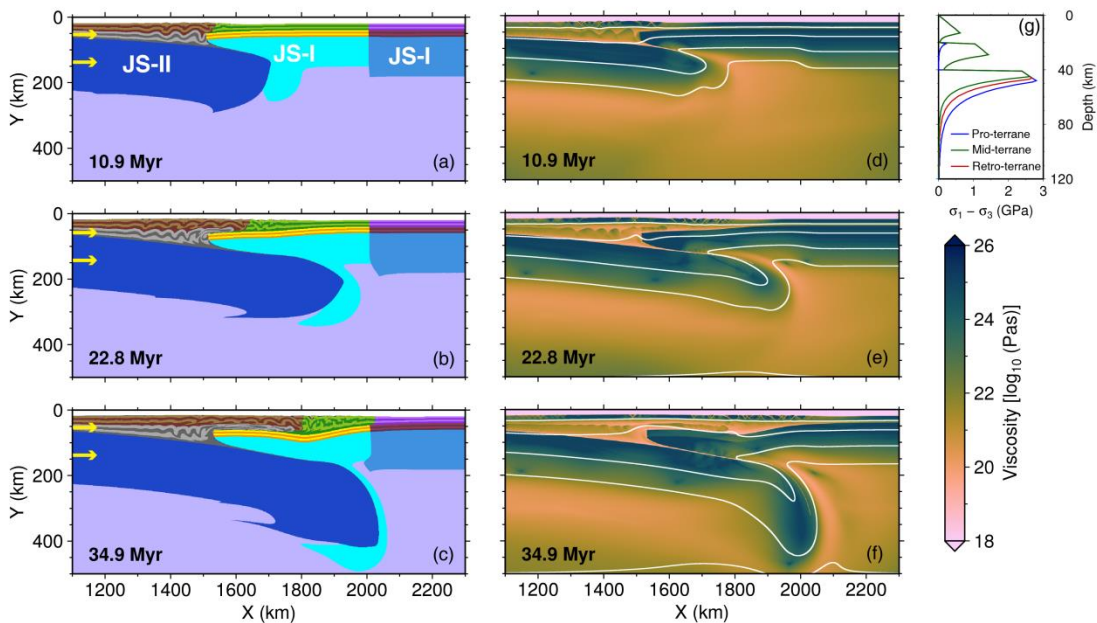 0
200
400
Y (km)
JS-II
JS-I
JS-I
10.9 Myr
(a)
0
200
400
Y (km)
22.8 Myr
(b)
0
200
400
Y (km)
34.9 Myr
(c)
1200 1400 1600 1800 2000 2200
X (km)
10.9 Myr
(d)
22.8 Myr
(e)
34.9 Myr
(f)
1200 1400 1600 1800 2000 2200
X (km)
(g)
0
40
80
120
Depth (km)
Pro-terrane
Mid-terrane
Retro-terrane
0 1 2 3
σ₁ − σ₃ (GPa)
26
24
22
20
18
Viscosity [log₁₀ (Pas)]